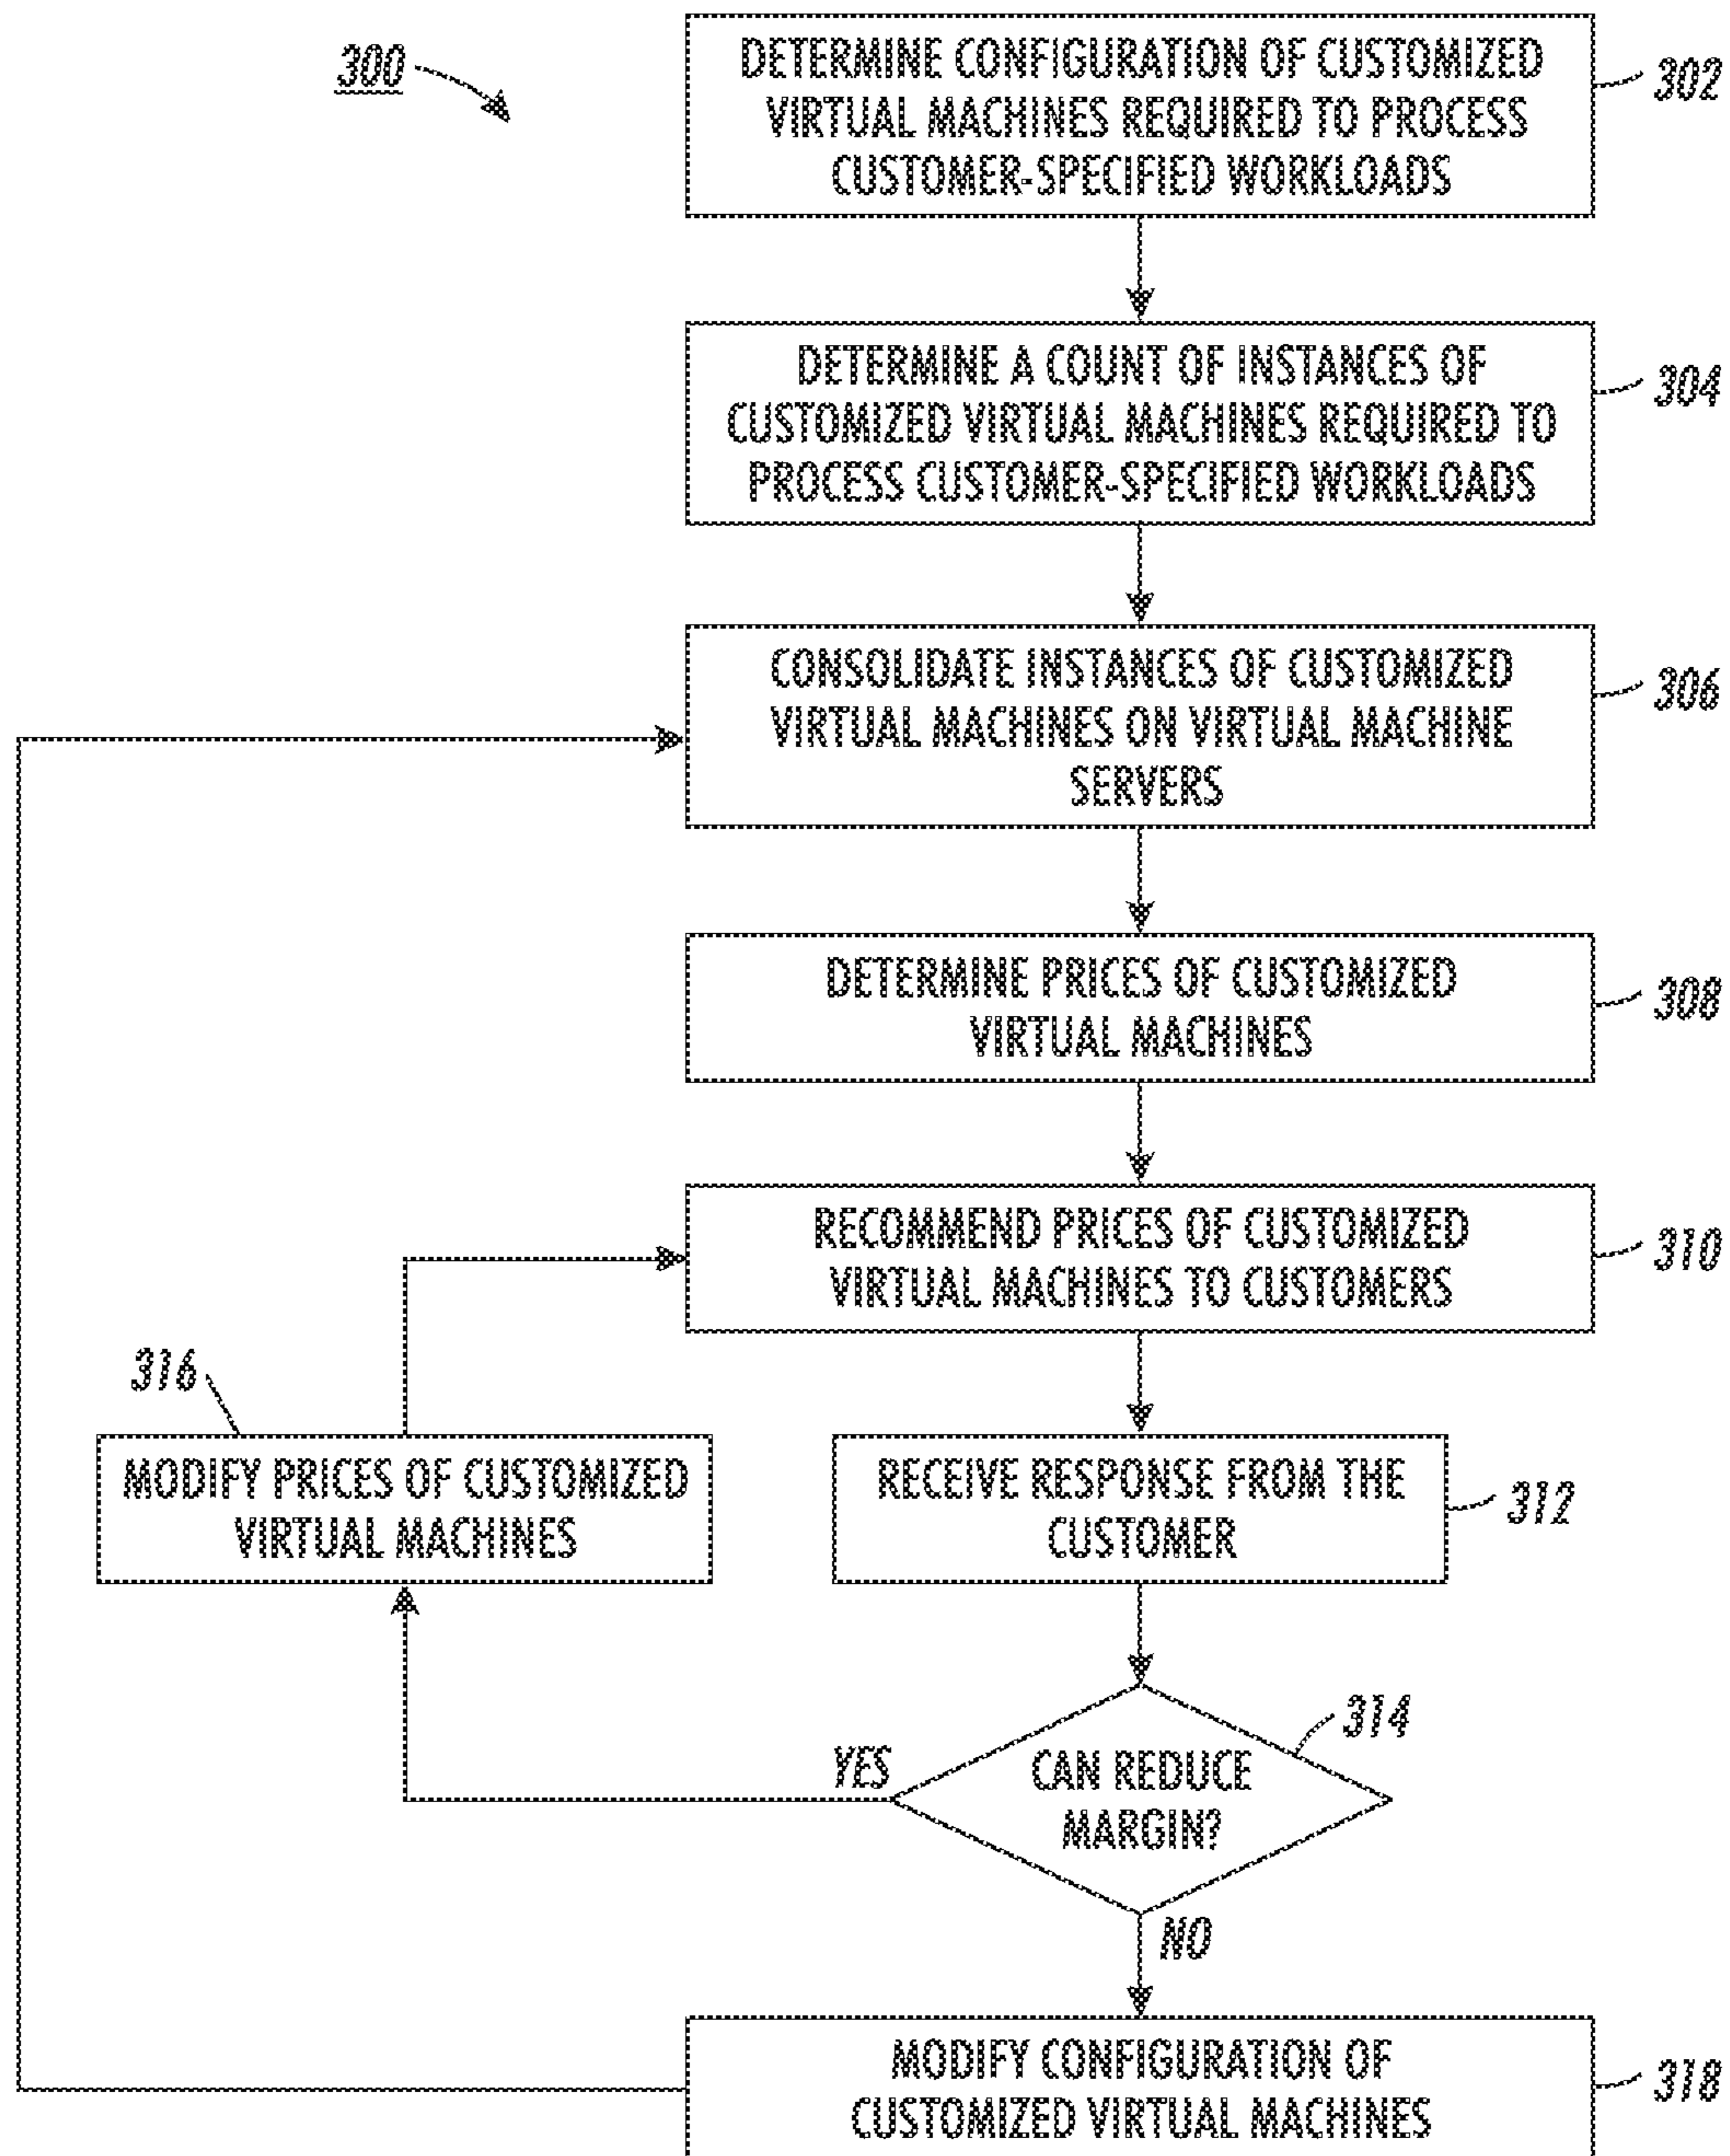 300
DETERMINE CONFIGURATION OF CUSTOMIZED
VIRTUAL MACHINES REQUIRED TO PROCESS
CUSTOMER-SPECIFIED WORKLOADS
302
DETERMINE A COUNT OF INSTANCES OF
CUSTOMIZED VIRTUAL MACHINES REQUIRED TO
PROCESS CUSTOMER-SPECIFIED WORKLOADS
304
CONSOLIDATE INSTANCES OF CUSTOMIZED
VIRTUAL MACHINES ON VIRTUAL MACHINE
SERVERS
306
DETERMINE PRICES OF CUSTOMIZED
VIRTUAL MACHINES
308
RECOMMEND PRICES OF CUSTOMIZED
VIRTUAL MACHINES TO CUSTOMERS
310
316
MODIFY PRICES OF CUSTOMIZED
VIRTUAL MACHINES
RECEIVE RESPONSE FROM THE
CUSTOMER
312
314
YES
CAN REDUCE
MARGIN?
NO
MODIFY CONFIGURATION OF
CUSTOMIZED VIRTUAL MACHINES
318